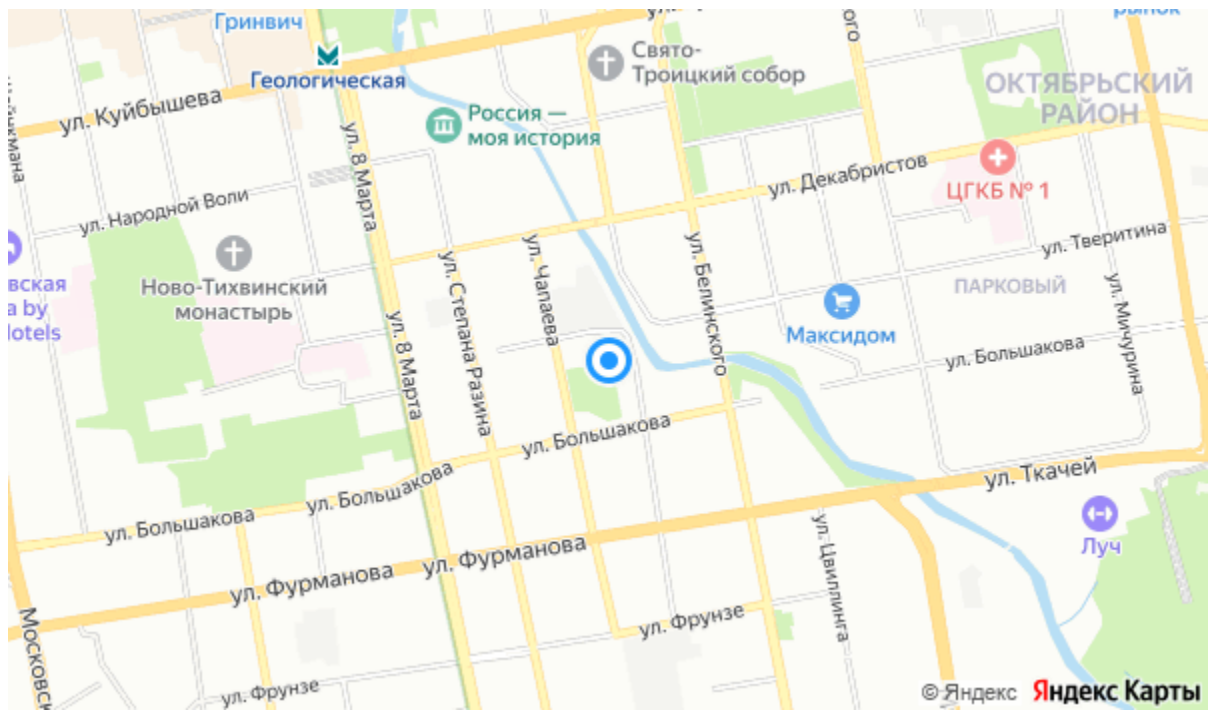 Гринвич
Геологическая
ул. Куйбышева
Свято-
Троицкий собор
ОКТЯБРЬСКИЙ
РАЙОН
Россия —
моя история
ул. 8 Марта
ул. Декабристов
ЦГКБ № 1
ул. Народной Воли
ул. Тверитина
Ново-Тихвинский
монастырь
ул. Степана Разина
ул. Чапаева
ул. Белинского
ПАРКОВЫЙ
ул. Мичурина
Максидом
ул. 8 Марта
ул. Большакова
ул. Большакова
ул. Большакова
ул. Большакова
ул. Ткачей
Луч
ул. Фурманова
ул. Фурманова
ул. Цвиллинга
ул. Фрунзе
ул. Фрунзе
Московск
© Яндекс Яндекс Карты